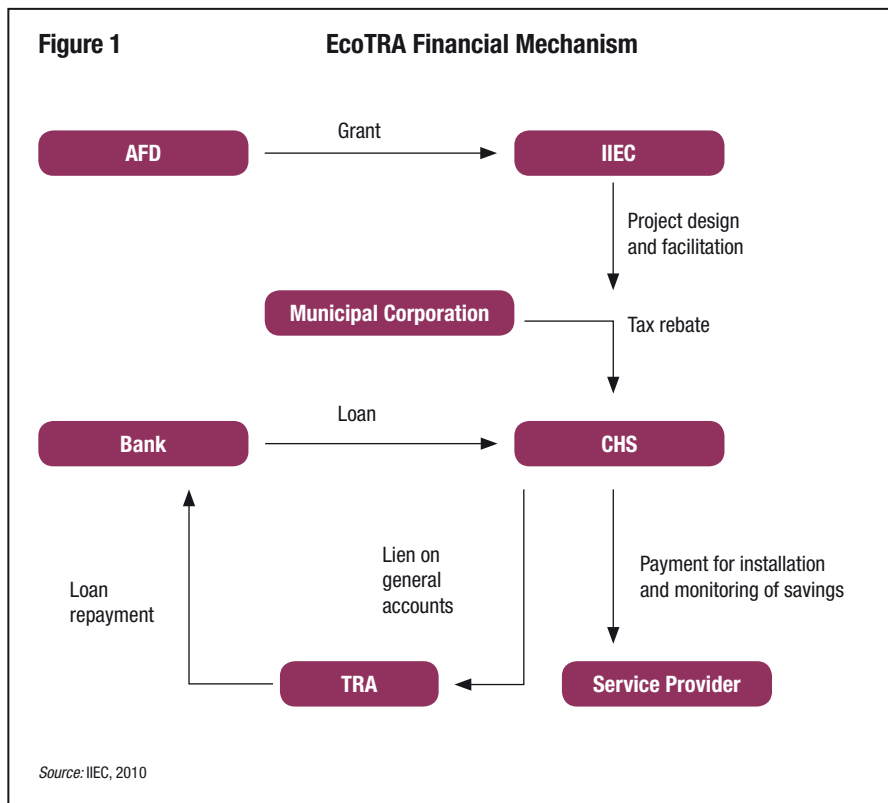 Figure 1
EcoTRA Financial Mechanism
AFD
Grant
IIEC
Project design
and facilitation
Municipal Corporation
Tax rebate
Bank
Loan
CHS
Loan
repayment
Lien on
general
accounts
Payment for installation
and monitoring of savings
TRA
Service Provider
Source: IIEC, 2010